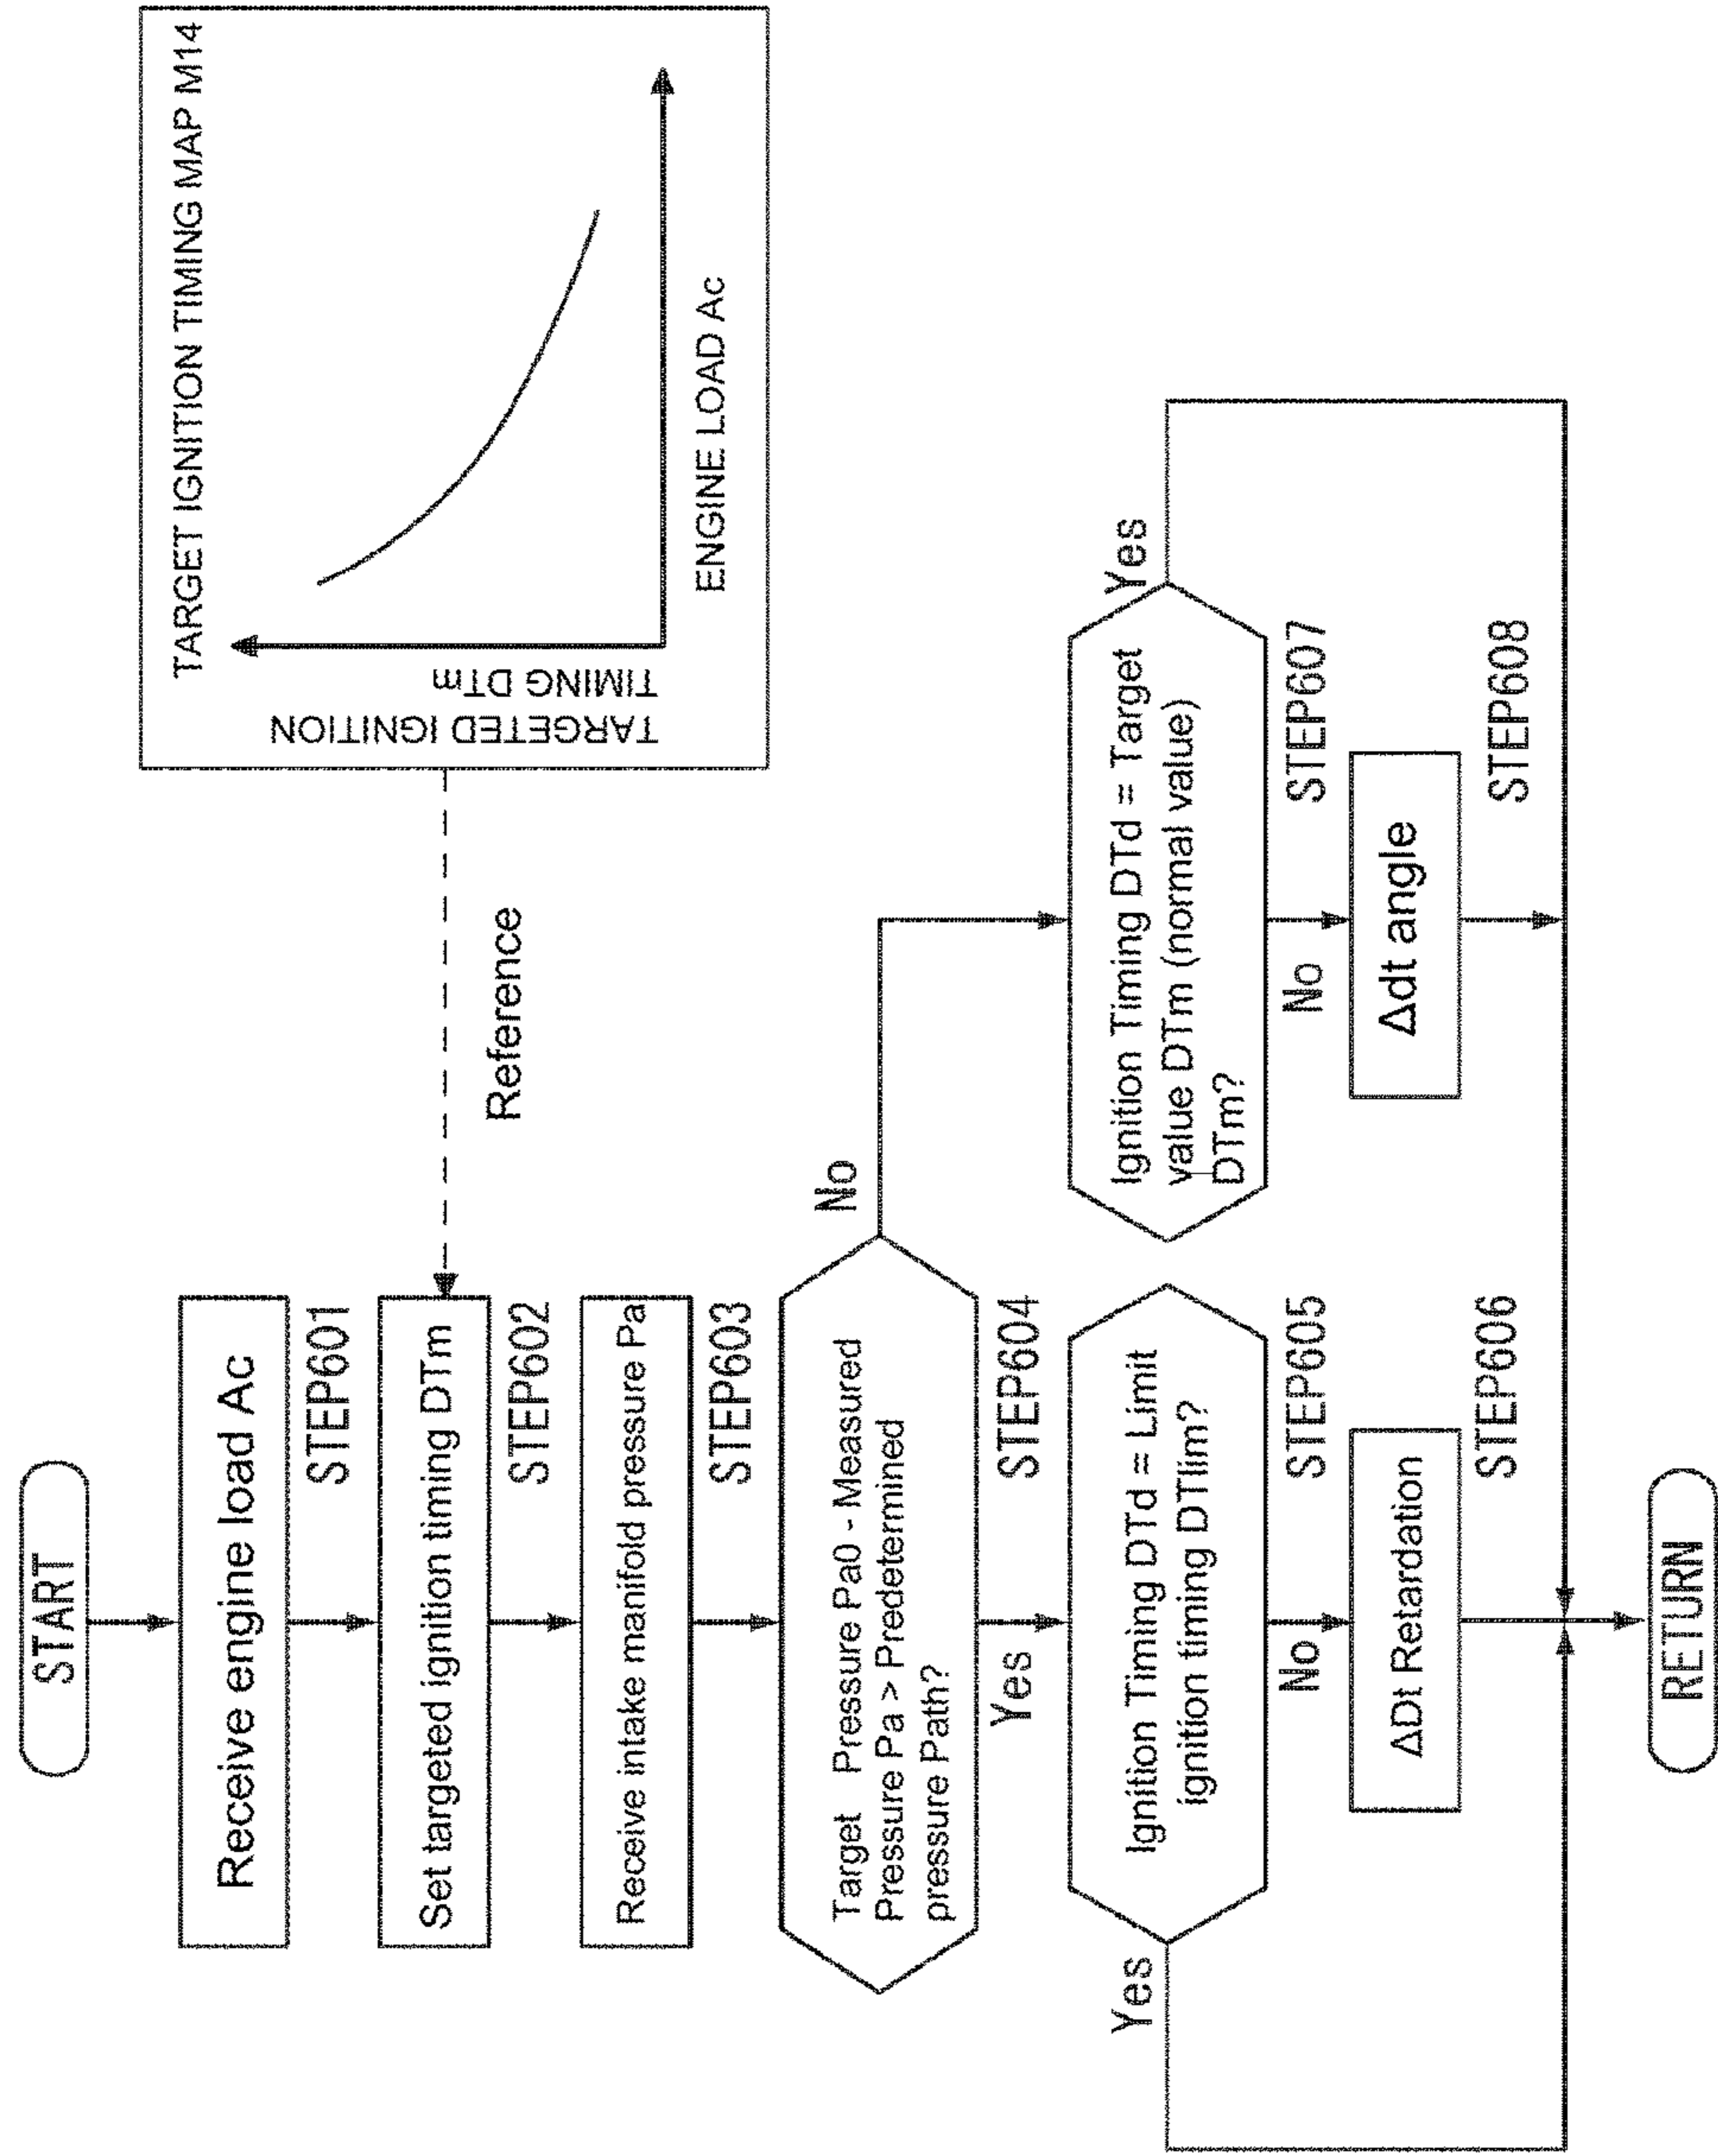 START
Receive engine load Ac
STEP601
Set targeted ignition timing DTm
STEP602
Receive intake manifold pressure Pa
STEP603
Target Pressure Pa0 - Measured
Pressure Pa > Predetermined
pressure Path?
STEP604
No
Yes
Ignition Timing DTd = Limit
ignition timing DTlim?
STEP605
Yes
No
ΔDt Retardation
STEP606
Ignition Timing DTd = Target
value DTm (normal value)
DTm?
STEP607
Yes
No
Δdt angle
STEP608
RETURN
Reference
TARGET IGNITION TIMING MAP M14
TARGETED IGNITION
TIMING DTm
ENGINE LOAD Ac